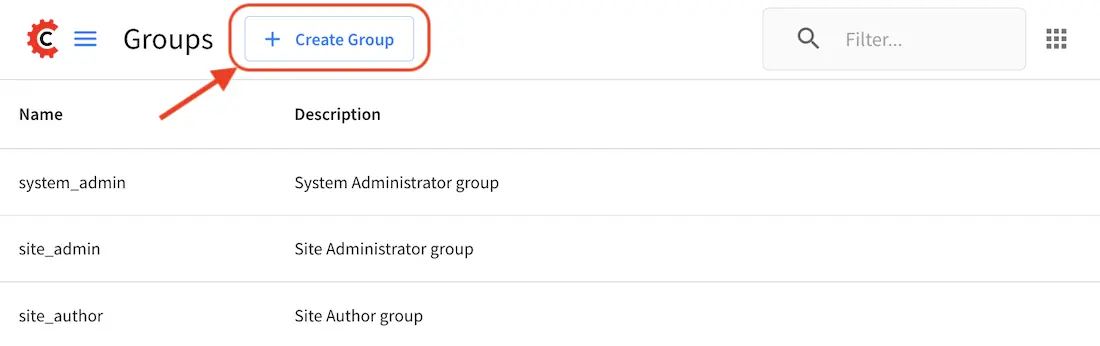 C
Groups
+ Create Group
Filter...
Name Description
system_admin System Administrator group
site_admin Site Administrator group
site_author Site Author group